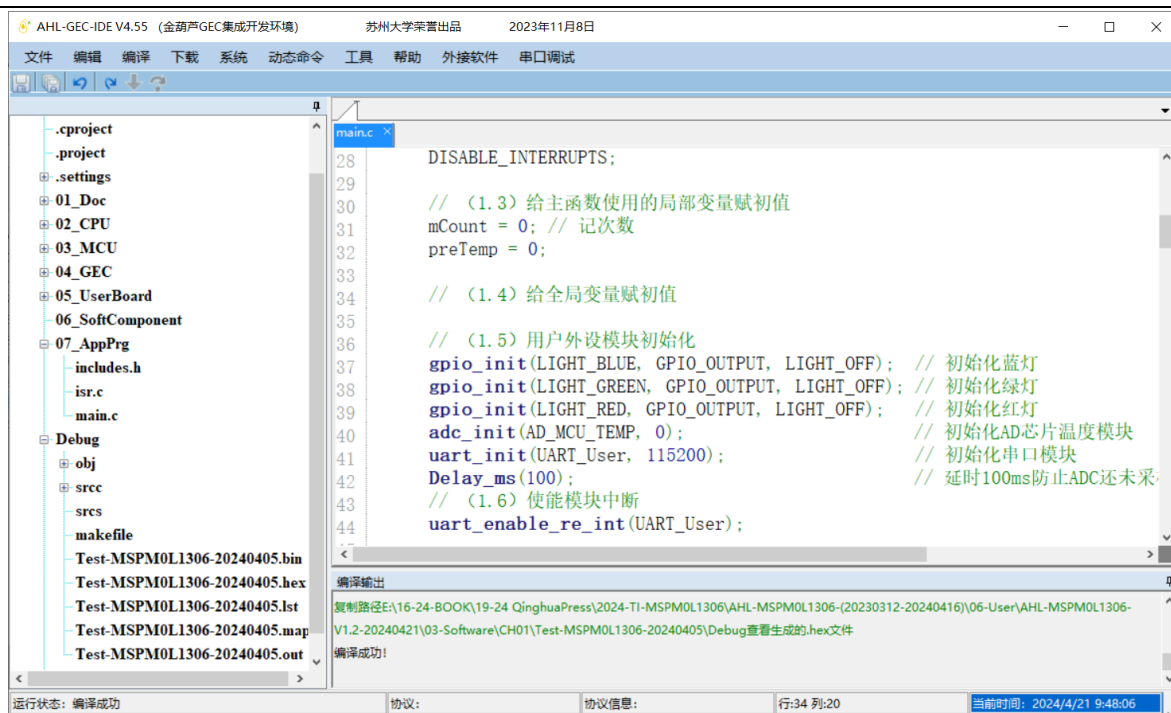 AHL-GEC-IDE V4.55 (金葫芦GEC集成开发环境) 苏州大学荣誉出品 2023年11月8日
文件 编辑 编译 下载 系统 动态命令 工具 帮助 外接软件 串口调试
.cproject
.project
.settings
01_Doc
02_CPU
03_MCU
04_GEC
05_UserBoard
06_SoftComponent
07_AppPrg
includes.h
isr.c
main.c
Debug
obj
srcc
srcs
makefile
Test-MSPM0L1306-20240405.bin
Test-MSPM0L1306-20240405.hex
Test-MSPM0L1306-20240405.lst
Test-MSPM0L1306-20240405.map
Test-MSPM0L1306-20240405.out
main.c
28 DISABLE_INTERRUPTS;
29
30 // （1.3）给主函数使用的局部变量赋初值
31 mCount = 0; // 记次数
32 preTemp = 0;
33
34 // （1.4）给全局变量赋初值
35
36 // （1.5）用户外设模块初始化
37 gpio_init(LIGHT_BLUE, GPIO_OUTPUT, LIGHT_OFF); // 初始化蓝灯
38 gpio_init(LIGHT_GREEN, GPIO_OUTPUT, LIGHT_OFF); // 初始化绿灯
39 gpio_init(LIGHT_RED, GPIO_OUTPUT, LIGHT_OFF); // 初始化红灯
40 adc_init(AD_MCU_TEMP, 0); // 初始化AD芯片温度模块
41 uart_init(UART_User, 115200); // 初始化串口模块
42 Delay_ms(100); // 延时100ms防止ADC还未采
43 // （1.6）使能模块中断
44 uart_enable_re_int(UART_User);
编译输出
复制路径E:\16-24-BOOK\19-24 QinghuaPress\2024-TI-MSPM0L1306\AHL-MSPM0L1306-(20230312-20240416)\06-User\AHL-MSPM0L1306-
V1.2-20240421\03-Software\CH01\Test-MSPM0L1306-20240405\Debug查看生成的.hex文件
编译成功!
运行状态: 编译成功 协议: 协议信息: 行:34 列:20 当前时间: 2024/4/21 9:48:06